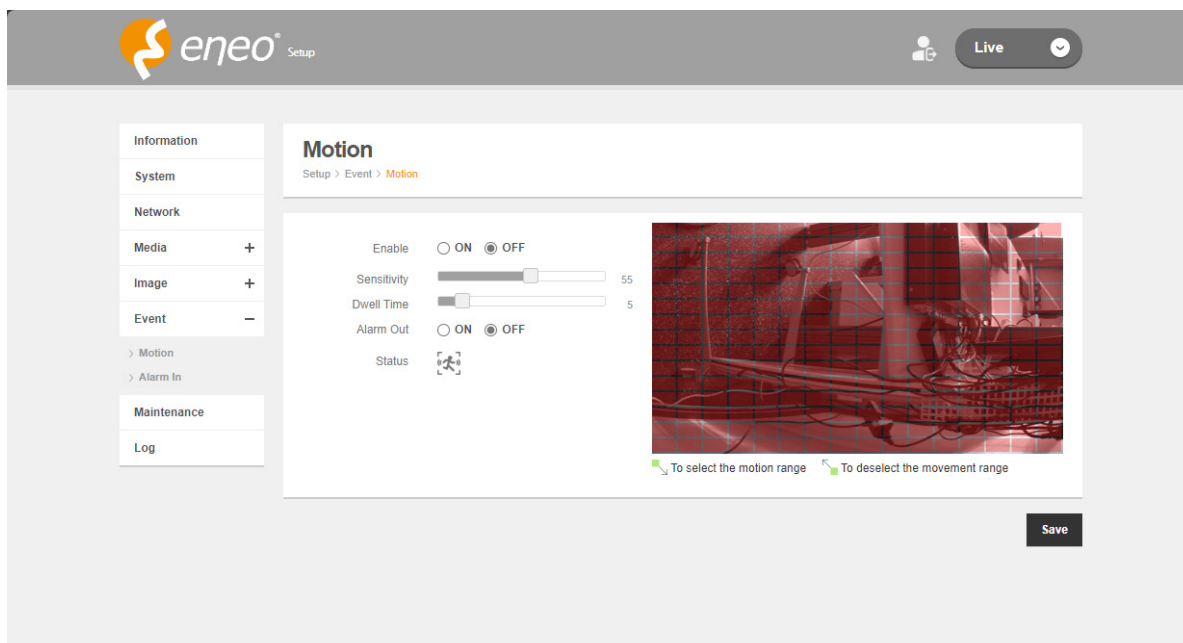 eneo® Setup
Live
Information
System
Network
Media +
Image +
Event −
> Motion
> Alarm In
Maintenance
Log
Motion
Setup > Event > Motion
Enable ON OFF
Sensitivity 55
Dwell Time 5
Alarm Out ON OFF
Status
To select the motion range To deselect the movement range
Save